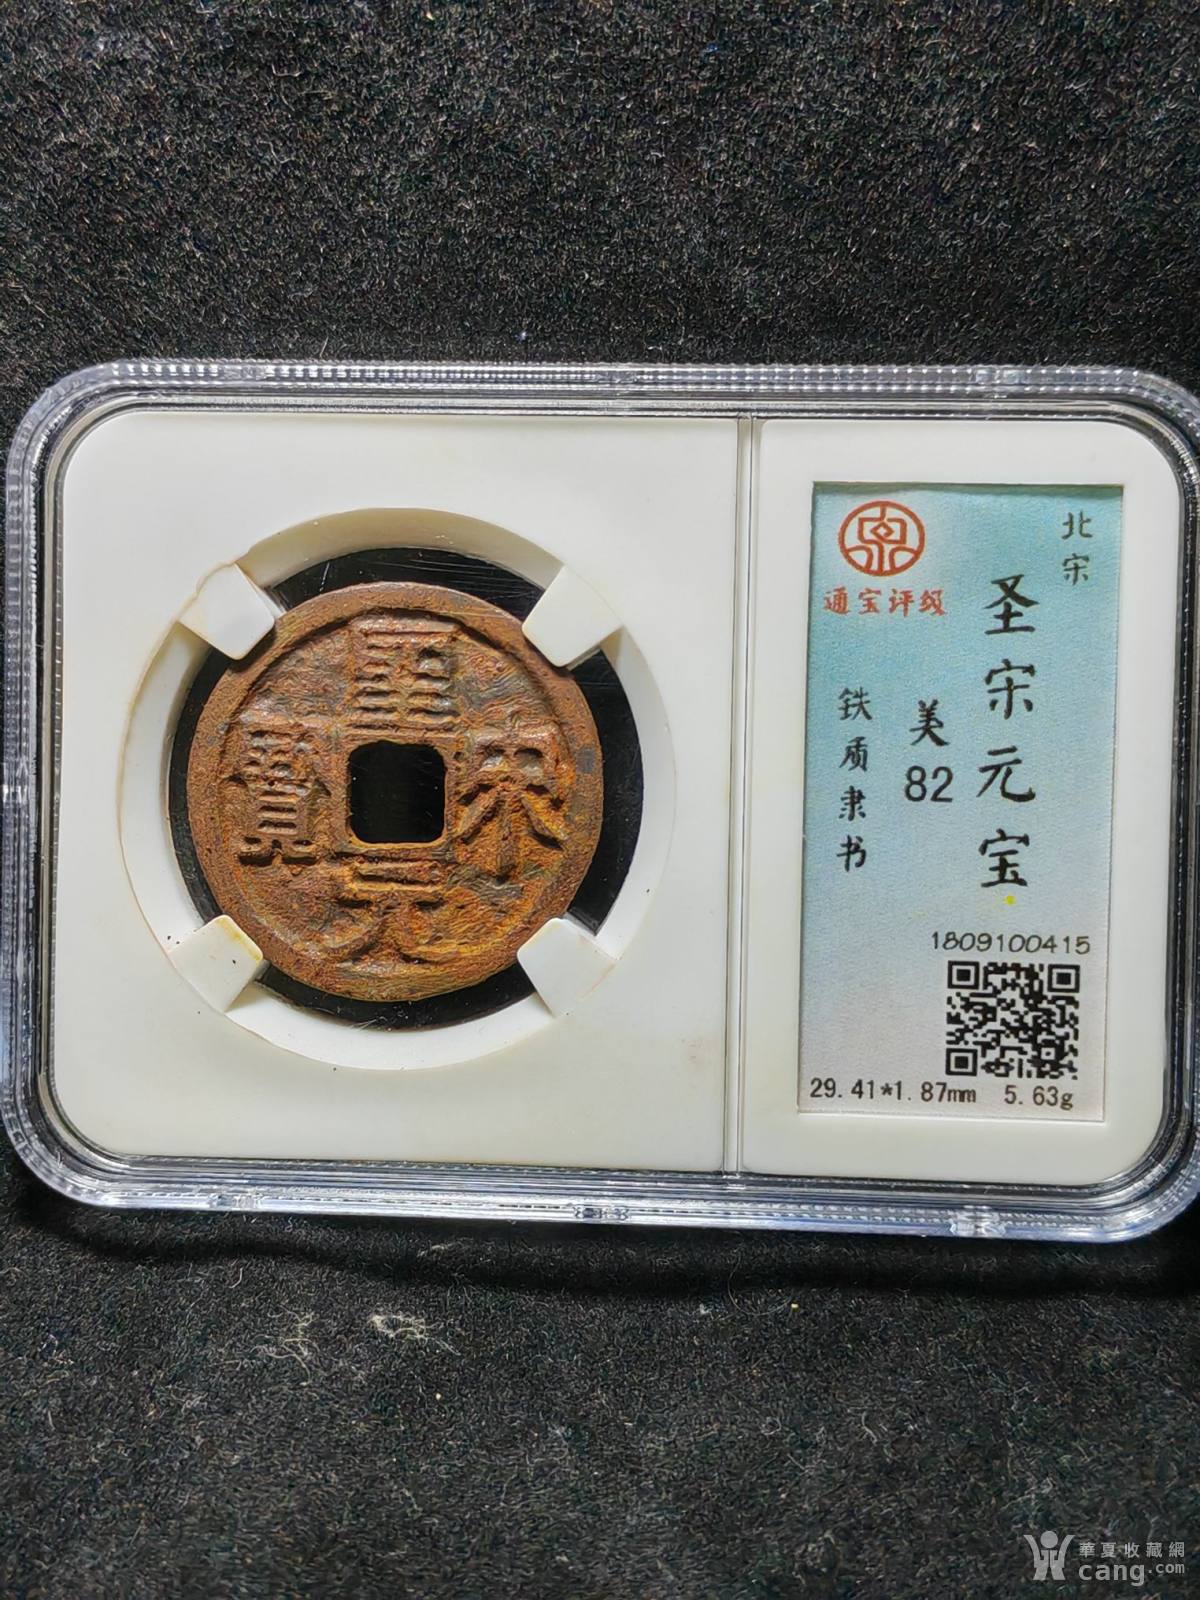 聖宋元寶
北宋
圣宋元宝
通宝评级
美
82
铁质隶书
1809100415
29.41*1.87mm 5.63g
華夏收藏網
cang.com